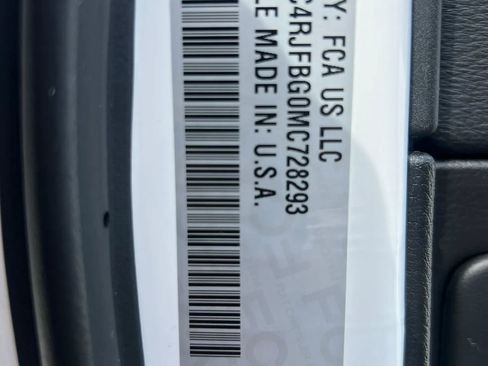 Y: FCA US LLC
C4RJFBG0MC728293
LE MADE IN: U.S.A.